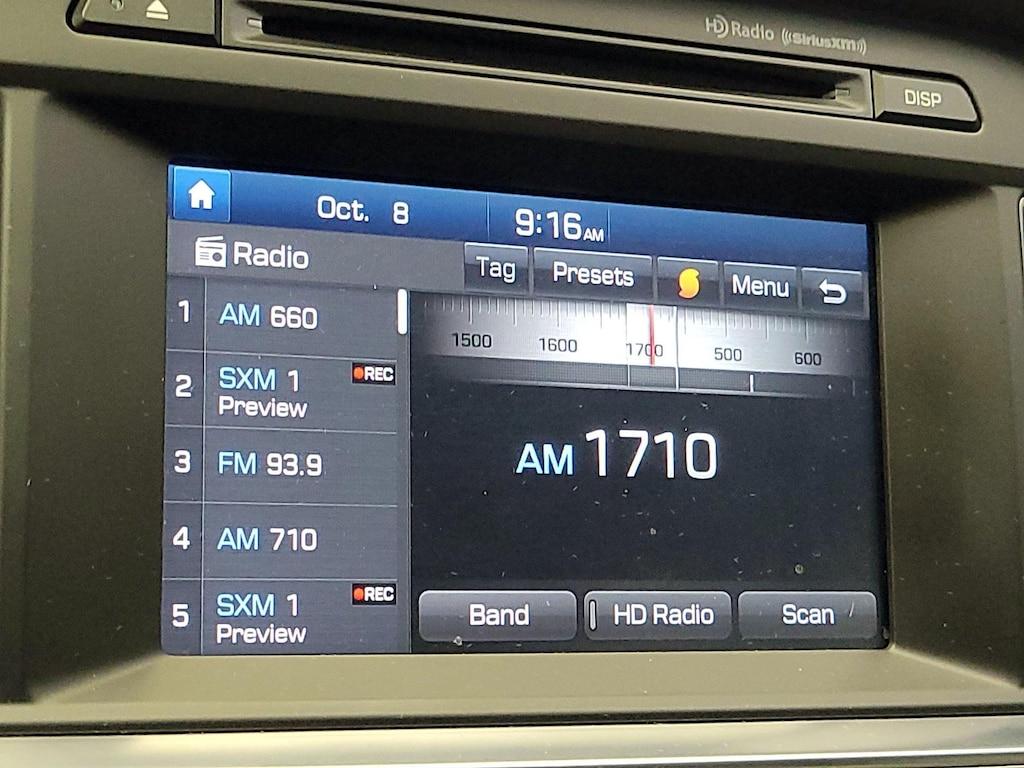 HD Radio ((SiriusXM))
DISP
Oct. 8 9:16 AM
Radio
Tag Presets Menu
1 AM 660
2 SXM 1 REC
Preview
3 FM 93.9
4 AM 710
5 SXM 1 REC
Preview
1500 1600 1700 500 600
AM 1710
Band HD Radio Scan